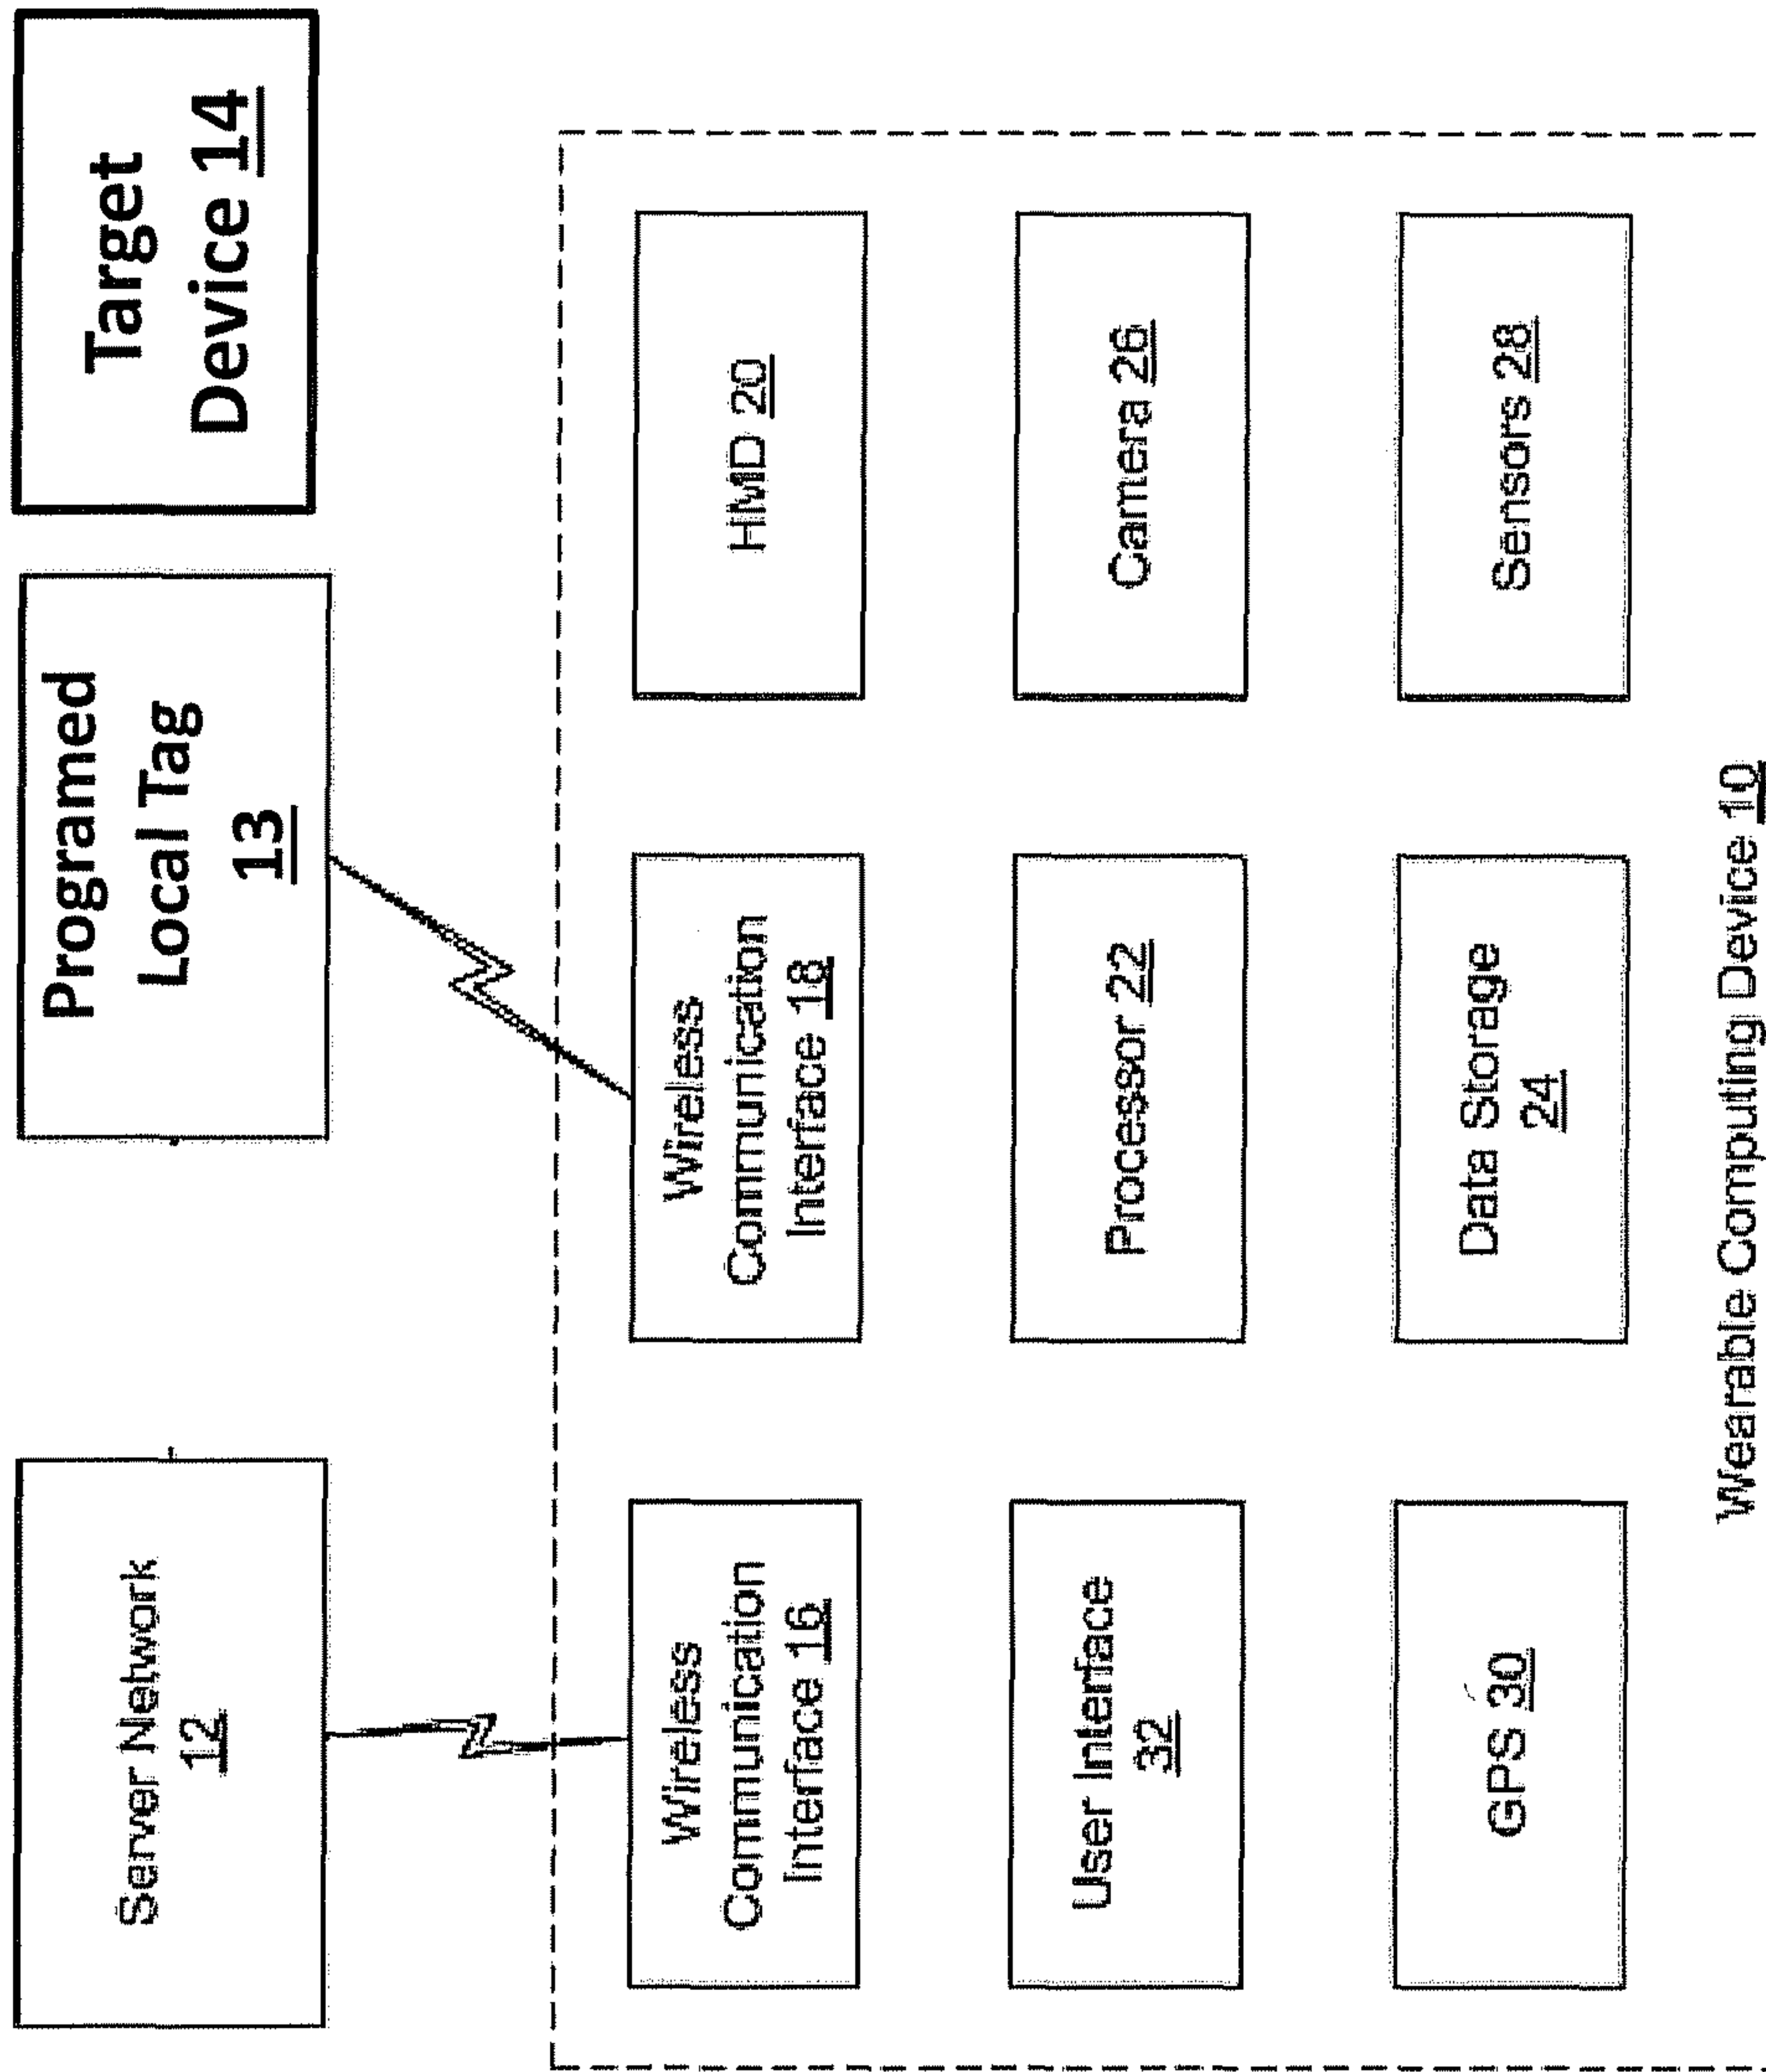 Server Network
12
Programed
Local Tag
13
Target
Device 14
Wireless
Communication
Interface 16
Wireless
Communication
Interface 18
HMD 20
User Interface
32
Processor 22
Camera 26
GPS 30
Data Storage
24
Sensors 28
Wearable Computing Device 10